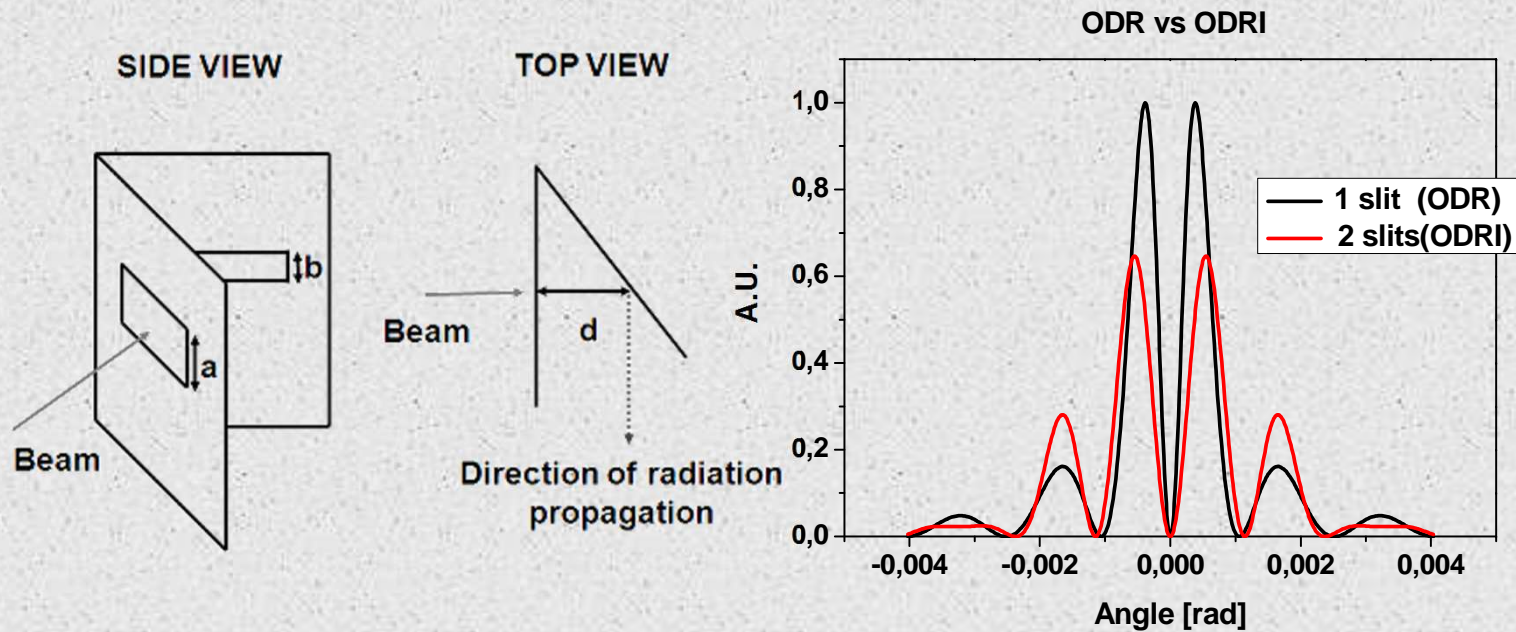 SIDE VIEW
b
a
Beam
TOP VIEW
Beam
d
Direction of radiation
propagation
ODR vs ODRI
1,0
0,8
0,6
0,4
0,2
0,0
A.U.
1 slit (ODR)
2 slits(ODRI)
-0,004 -0,002 0,000 0,002 0,004
Angle [rad]